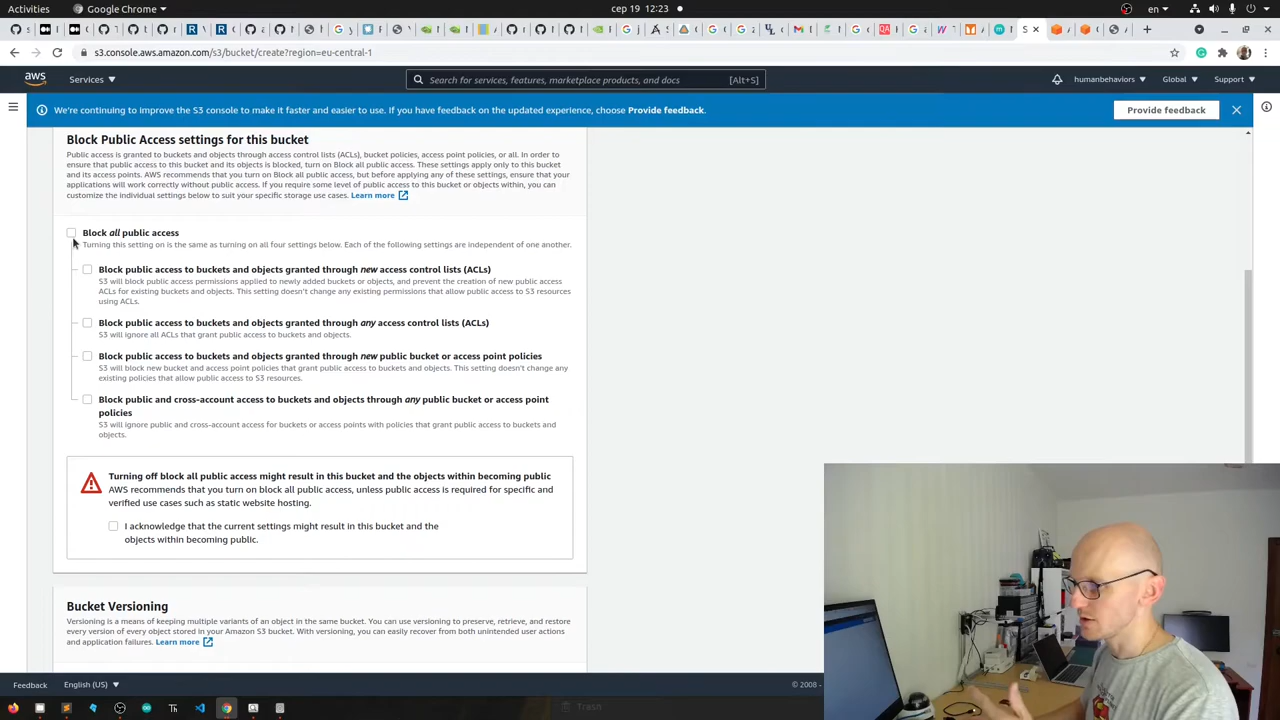 Activities
Google Chrome
сер 19 12:23
en
s3.console.aws.amazon.com/s3/bucket/create?region=eu-central-1
aws
Services
Search for services, features, marketplace products, and docs
[Alt+S]
humanbehaviors
Global
Support
We're continuing to improve the S3 console to make it faster and easier to use. If you have feedback on the updated experience, choose Provide feedback.
Provide feedback
Block Public Access settings for this bucket
Public access is granted to buckets and objects through access control lists (ACLs), bucket policies, access point policies, or all. In order to
ensure that public access to this bucket and its objects is blocked, turn on Block all public access. These settings apply only to this bucket
and its access points. AWS recommends that you turn on Block all public access, but before applying any of these settings, ensure that your
applications will work correctly without public access. If you require some level of public access to this bucket or objects within, you can
customize the individual settings below to suit your specific storage use cases. Learn more
Block all public access
Turning this setting on is the same as turning on all four settings below. Each of the following settings are independent of one another.
Block public access to buckets and objects granted through new access control lists (ACLs)
S3 will block public access permissions applied to newly added buckets or objects, and prevent the creation of new public access
ACLs for existing buckets and objects. This setting doesn't change any existing permissions that allow public access to S3 resources
using ACLs.
Block public access to buckets and objects granted through any access control lists (ACLs)
S3 will ignore all ACLs that grant public access to buckets and objects.
Block public access to buckets and objects granted through new public bucket or access point policies
S3 will block new bucket and access point policies that grant public access to buckets and objects. This setting doesn't change any
existing policies that allow public access to S3 resources.
Block public and cross-account access to buckets and objects through any public bucket or access point
policies
S3 will ignore public and cross-account access for buckets or access points with policies that grant public access to buckets and
objects.
Turning off block all public access might result in this bucket and the objects within becoming public
AWS recommends that you turn on block all public access, unless public access is required for specific and
verified use cases such as static website hosting.
I acknowledge that the current settings might result in this bucket and the
objects within becoming public.
Bucket Versioning
Versioning is a means of keeping multiple variants of an object in the same bucket. You can use versioning to preserve, retrieve, and restore
every version of every object stored in your Amazon S3 bucket. With versioning, you can easily recover from both unintended user actions
and application failures. Learn more
Feedback
English (US)
© 2008 -
Trash